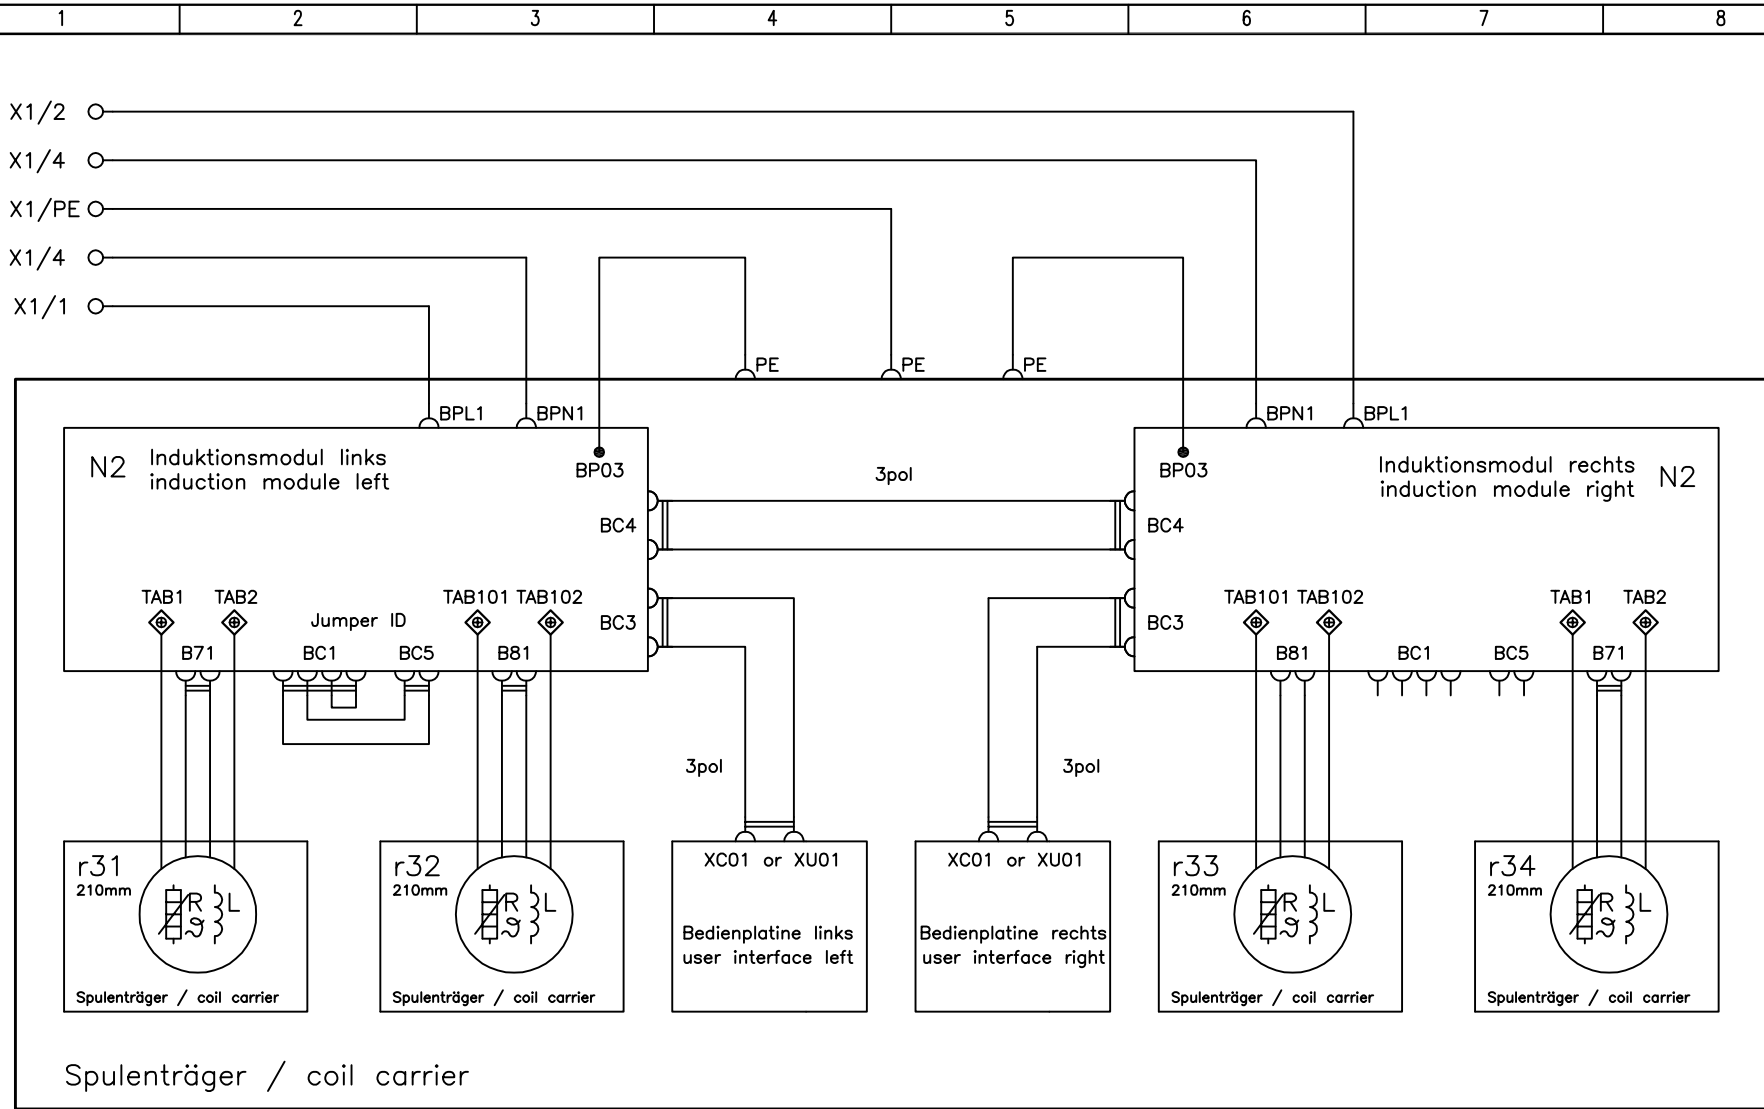 1 2 3 4 5 6 7 8
X1/2
X1/4
X1/PE
X1/4
X1/1
PE PE PE
BPL1 BPN1 BPN1 BPL1
N2 Induktionsmodul links
induction module left
BP03
3pol
BP03
Induktionsmodul rechts N2
induction module right
BC4 BC4
TAB1 TAB2 Jumper ID TAB101 TAB102 BC3
BC3 TAB101 TAB102 TAB1 TAB2
B71 BC1 BC5 B81 B81 BC1 BC5 B71
3pol 3pol
r31
210mm
R L
ϑ
Spulenträger / coil carrier
r32
210mm
R L
ϑ
Spulenträger / coil carrier
XC01 or XU01
Bedienplatine links
user interface left
XC01 or XU01
Bedienplatine rechts
user interface right
r33
210mm
R L
ϑ
Spulenträger / coil carrier
r34
210mm
R L
ϑ
Spulenträger / coil carrier
Spulenträger / coil carrier